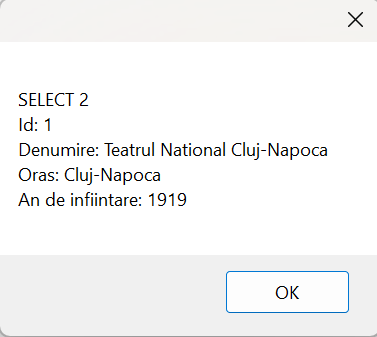 SELECT 2
Id: 1
Denumire: Teatrul National Cluj-Napoca
Oras: Cluj-Napoca
An de infiintare: 1919
OK